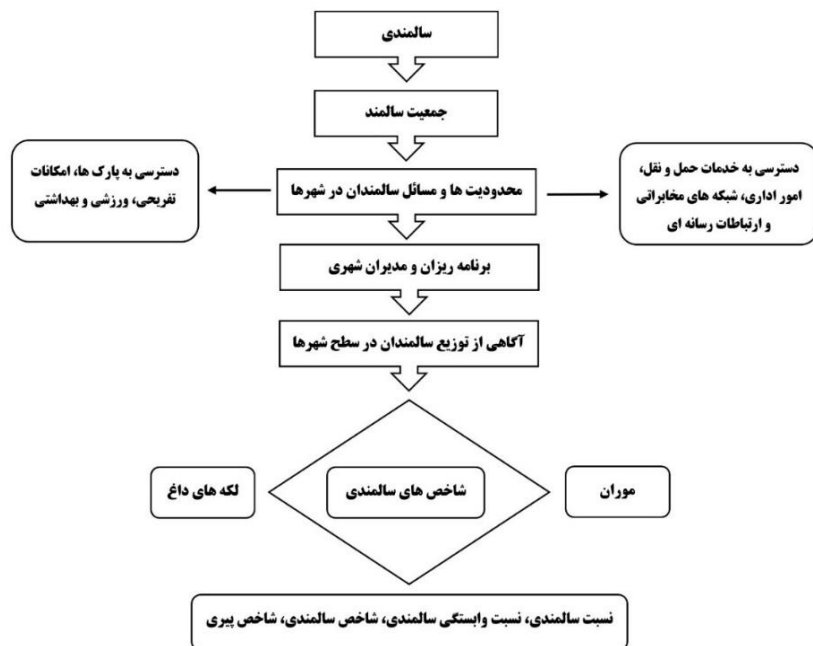 سالمندی
جمعیت سالمند
دسترسی به خدمات حمل و نقل،
امور اداری، شبکه های مخابراتی
و ارتباطات رسانه ای
محدودیت ها و مسائل سالمندان در شهرها
دسترسی به پارک ها، امکانات
تفریحی، ورزشی و بهداشتی
برنامه ریزان و مدیران شهری
آگاهی از توزیع سالمندان در سطح شهرها
موران
شاخص های سالمندی
لکه های داغ
نسبت سالمندی، نسبت وابستگی سالمندی، شاخص سالمندی، شاخص پیری